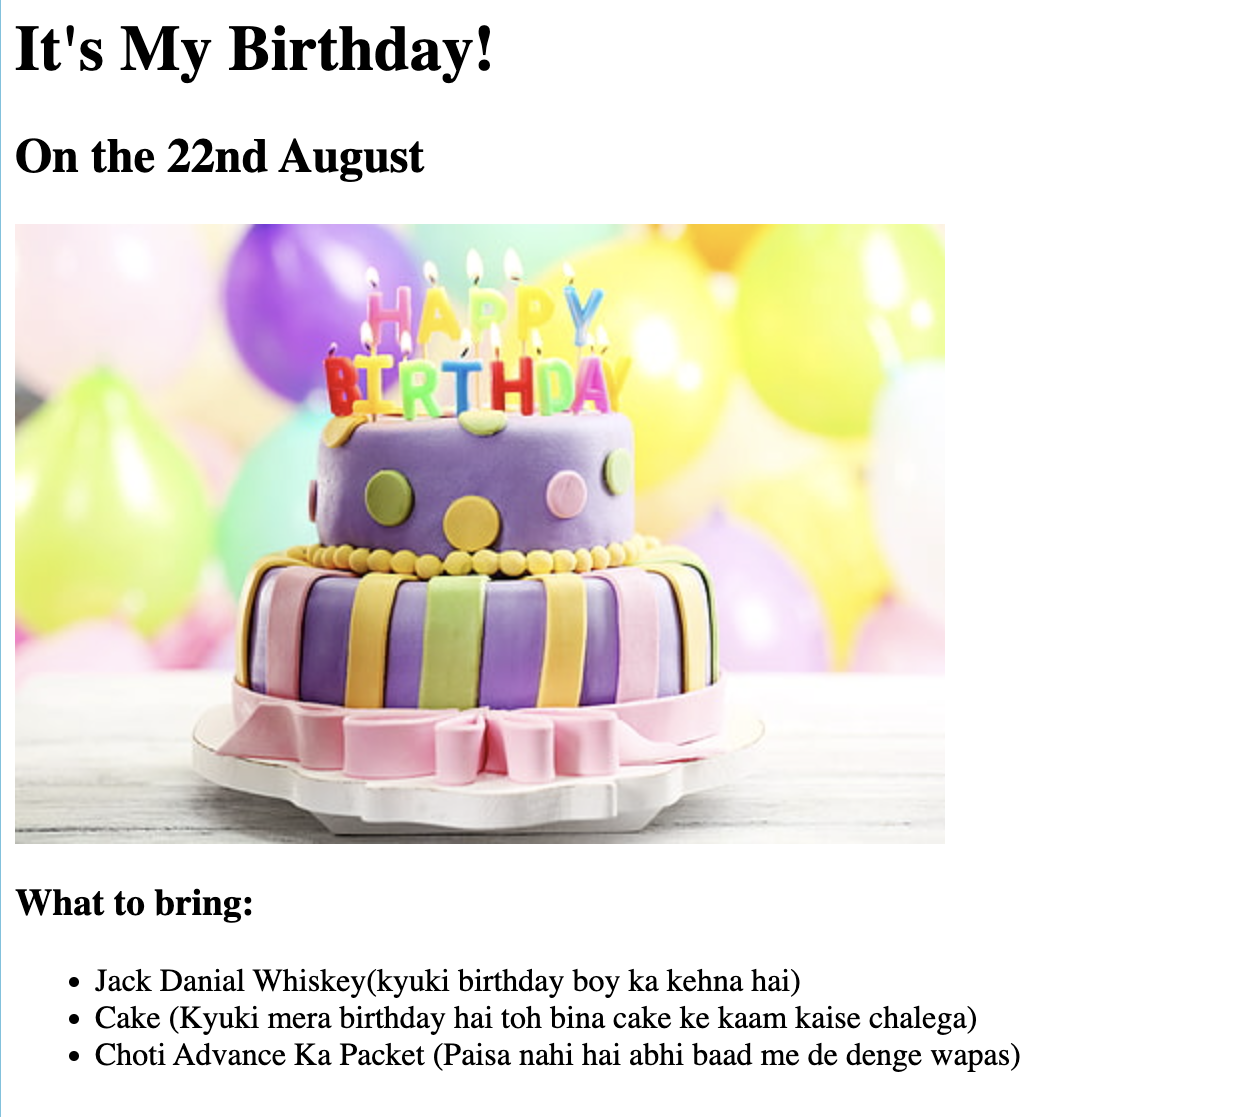 It's My Birthday!
On the 22nd August
HAPPY
BIRTHDAY
What to bring:
Jack Danial Whiskey(kyuki birthday boy ka kehna hai)
Cake (Kyuki mera birthday hai toh bina cake ke kaam kaise chalega)
Choti Advance Ka Packet (Paisa nahi hai abhi baad me de denge wapas)